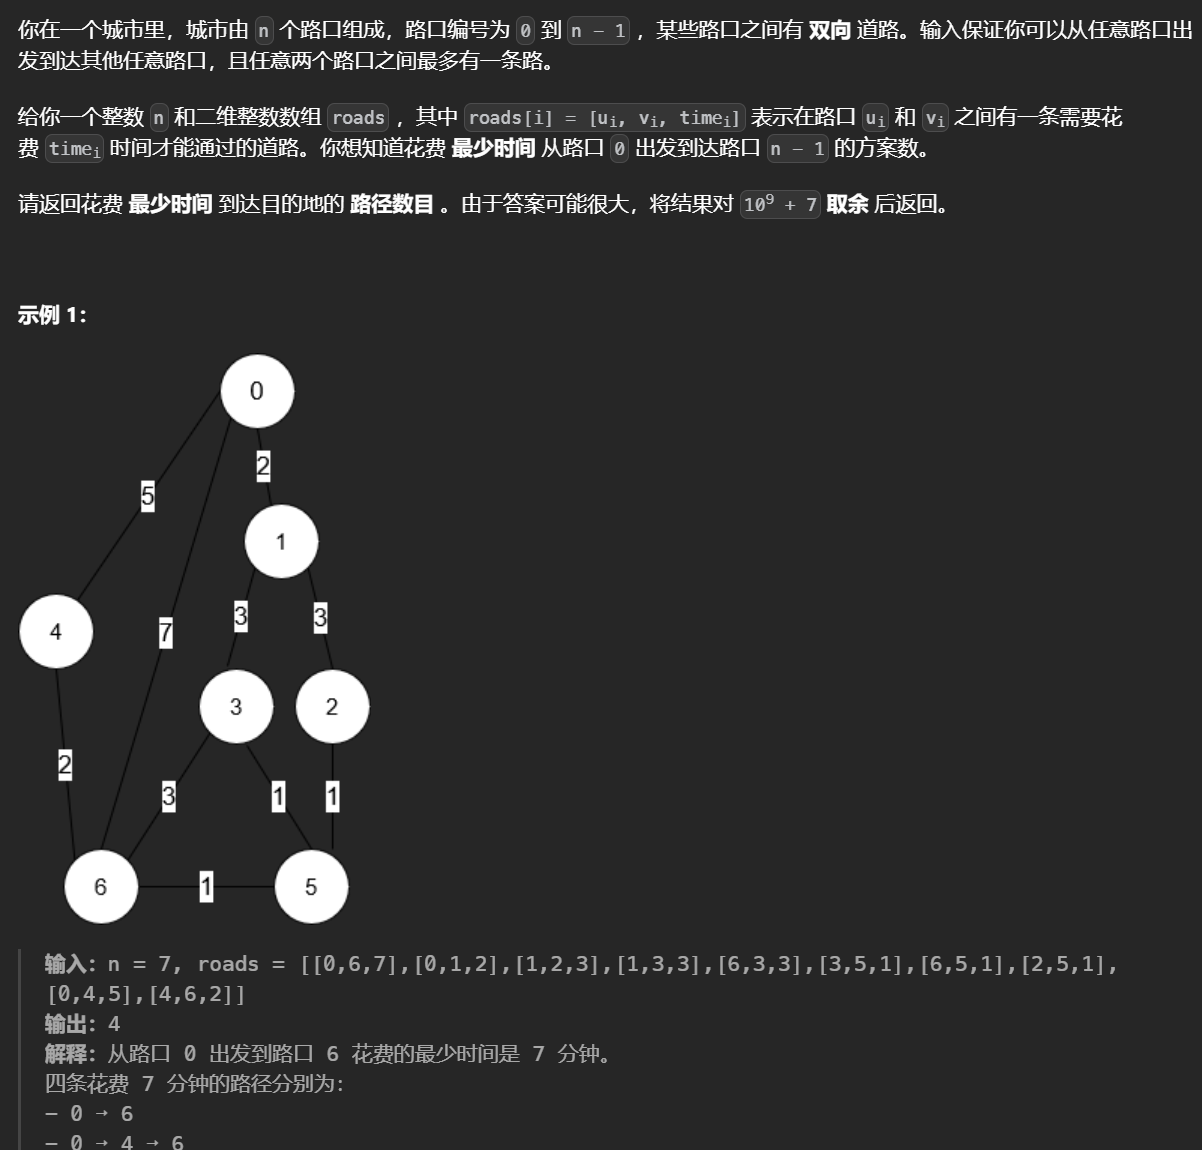 你在一个城市里，城市由 n 个路口组成，路口编号为 0 到 n - 1 ，某些路口之间有 双向 道路。输入保证你可以从任意路口出
发到达其他任意路口，且任意两个路口之间最多有一条路。
给你一个整数 n 和二维整数数组 roads ，其中 roads[i] = [uᵢ, vᵢ, timeᵢ] 表示在路口 uᵢ 和 vᵢ 之间有一条需要花
费 timeᵢ 时间才能通过的道路。你想知道花费 最少时间 从路口 0 出发到达路口 n - 1 的方案数。
请返回花费 最少时间 到达目的地的 路径数目 。由于答案可能很大，将结果对 10⁹ + 7 取余 后返回。
示例 1：
0
2
5
1
3
3
4
7
3
2
2
3
1
1
6
1
5
输入：n = 7, roads = [[0,6,7],[0,1,2],[1,2,3],[1,3,3],[6,3,3],[3,5,1],[6,5,1],[2,5,1],
[0,4,5],[4,6,2]]
输出：4
解释：从路口 0 出发到路口 6 花费的最少时间是 7 分钟。
四条花费 7 分钟的路径分别为：
- 0 → 6
- 0 → 4 → 6